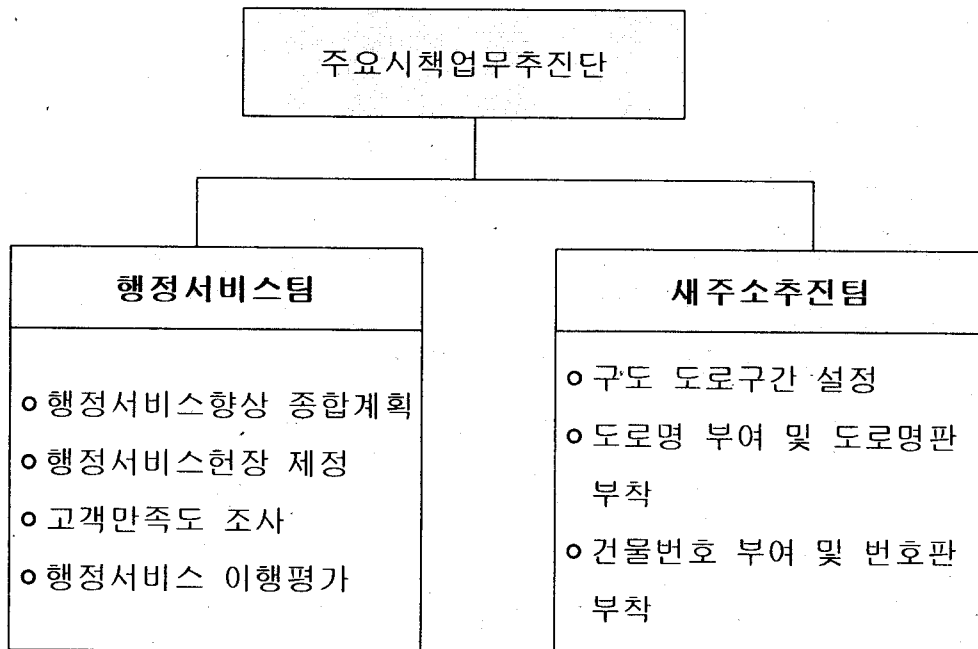 주요시책업무추진단
행정서비스팀
o 행정서비스향상 종합계획
o 행정서비스헌장 제정
o 고객만족도 조사
o 행정서비스 이행평가
새주소추진팀
o 구도 도로구간 설정
o 도로명 부여 및 도로명판
부착
o 건물번호 부여 및 번호판
부착